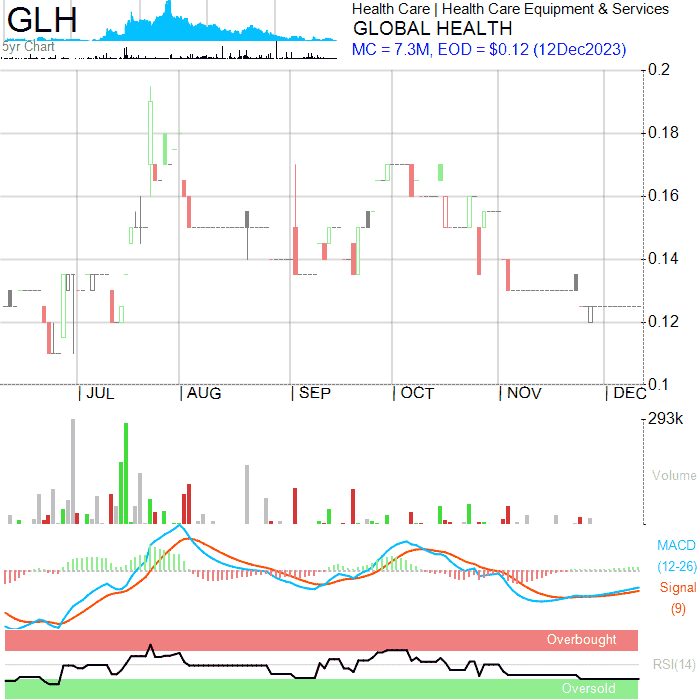 GLH
5yr Chart
Health Care | Health Care Equipment & Services
GLOBAL HEALTH
MC = 7.3M, EOD = $0.12 (12Dec2023)
0.2
0.18
0.16
0.14
0.12
0.1
| JUL | AUG | SEP | OCT | NOV | DEC
293k
Volume
MACD
(12-26)
Signal
(9)
Overbought
RSI(14)
Oversold